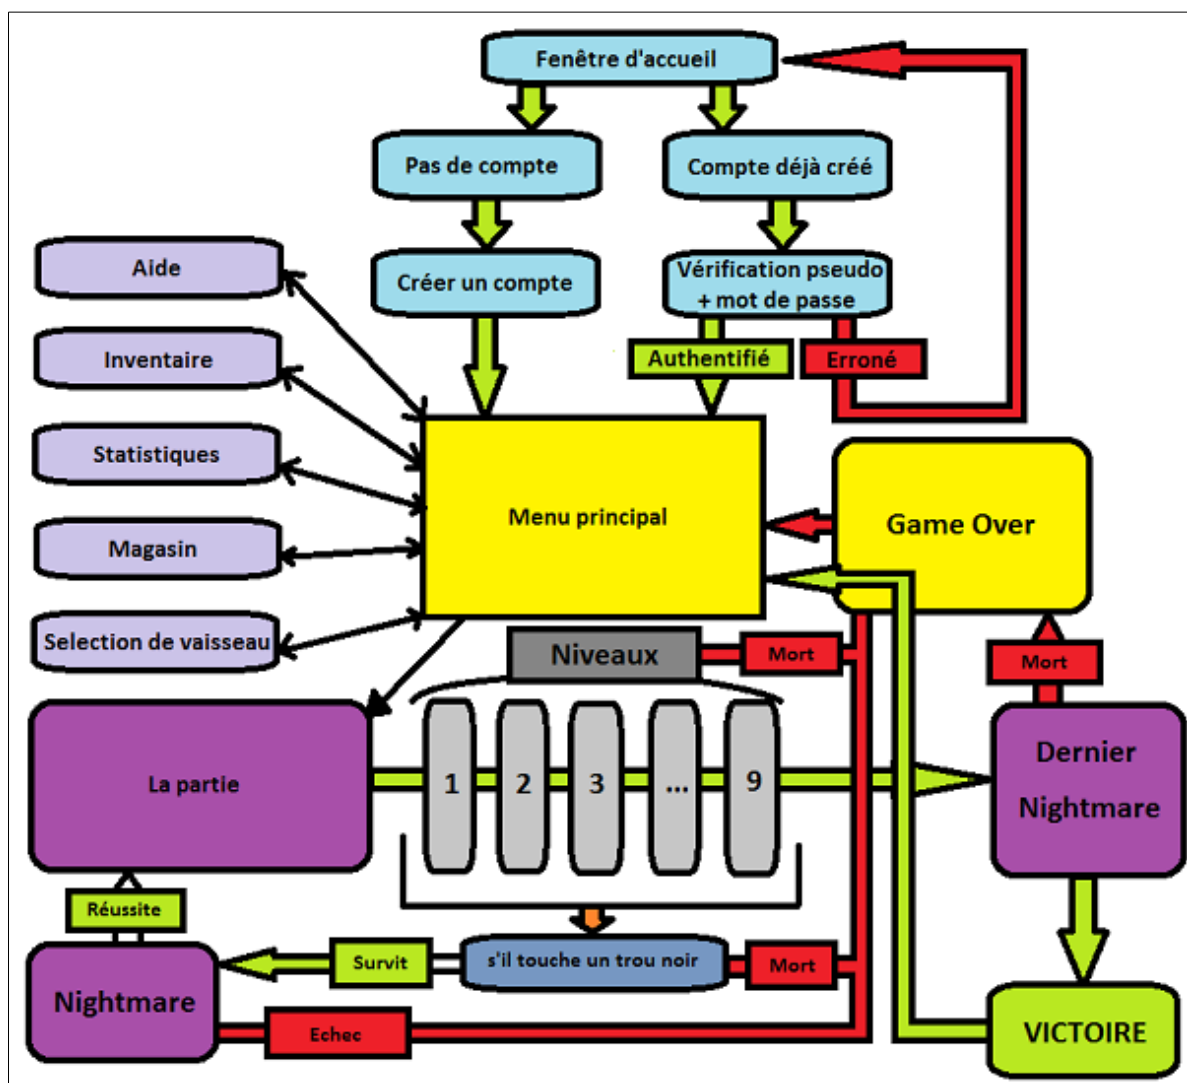 Fenêtre d'accueil
Pas de compte
Compte déjà créé
Créer un compte
Vérification pseudo
+ mot de passe
Authentifié
Erroné
Aide
Inventaire
Statistiques
Magasin
Selection de vaisseau
Menu principal
Game Over
Niveaux
Mort
Mort
La partie
1
2
3
...
9
Dernier
Nightmare
Réussite
Survit
s'il touche un trou noir
Mort
Nightmare
Echec
VICTOIRE